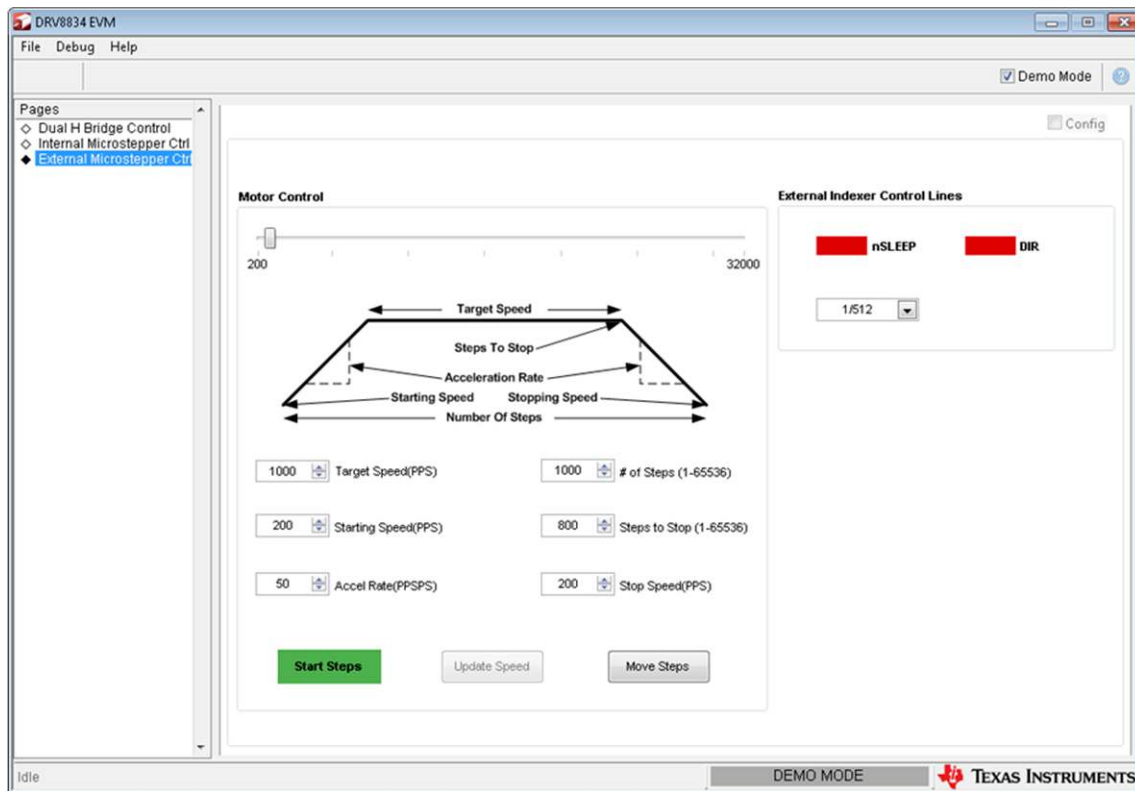 DRV8834 EVM
File Debug Help
Demo Mode
Pages
Dual H Bridge Control
Internal Microstepper Ctrl
External Microstepper Ctrl
Config
Motor Control
200
32000
Target Speed
Steps To Stop
Acceleration Rate
Starting Speed
Stopping Speed
Number Of Steps
1000 Target Speed(PPS)
1000 # of Steps (1-65536)
200 Starting Speed(PPS)
800 Steps to Stop (1-65536)
50 Accel Rate(PPSPS)
200 Stop Speed(PPS)
Start Steps
Update Speed
Move Steps
External Indexer Control Lines
nSLEEP
DIR
1/512
Idle
DEMO MODE
TEXAS INSTRUMENTS